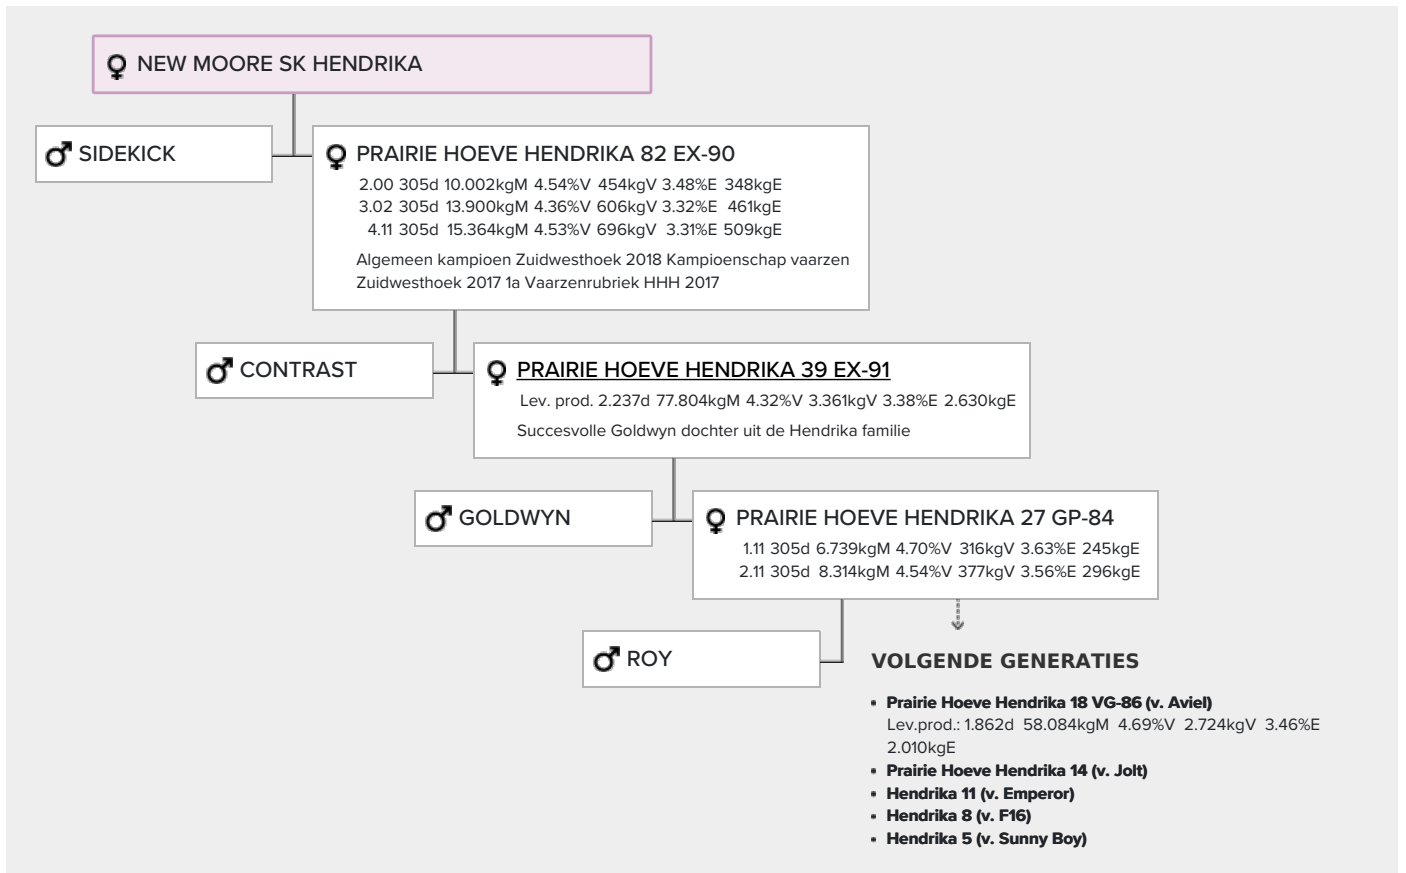 NEW MOORE SK HENDRIKA
SIDEKICK
PRAIRIE HOEVE HENDRIKA 82 EX-90
2.00 305d 10.002kgM 4.54%V 454kgV 3.48%E 348kgE
3.02 305d 13.900kgM 4.36%V 606kgV 3.32%E 461kgE
4.11 305d 15.364kgM 4.53%V 696kgV 3.31%E 509kgE
Algemeen kampioen Zuidwesthoek 2018 Kampioenschap vaarzen
Zuidwesthoek 2017 1a Vaarzenrubriek HHH 2017
CONTRAST
PRAIRIE HOEVE HENDRIKA 39 EX-91
Lev. prod. 2.237d 77.804kgM 4.32%V 3.361kgV 3.38%E 2.630kgE
Succesvolle Goldwyn dochter uit de Hendrika familie
GOLDWYN
PRAIRIE HOEVE HENDRIKA 27 GP-84
1.11 305d 6.739kgM 4.70%V 316kgV 3.63%E 245kgE
2.11 305d 8.314kgM 4.54%V 377kgV 3.56%E 296kgE
ROY
VOLGENDE GENERATIES
• Prairie Hoeve Hendrika 18 VG-86 (v. Aviel)
Lev.prod.: 1.862d 58.084kgM 4.69%V 2.724kgV 3.46%E
2.010kgE
• Prairie Hoeve Hendrika 14 (v. Jolt)
• Hendrika 11 (v. Emperor)
• Hendrika 8 (v. F16)
• Hendrika 5 (v. Sunny Boy)